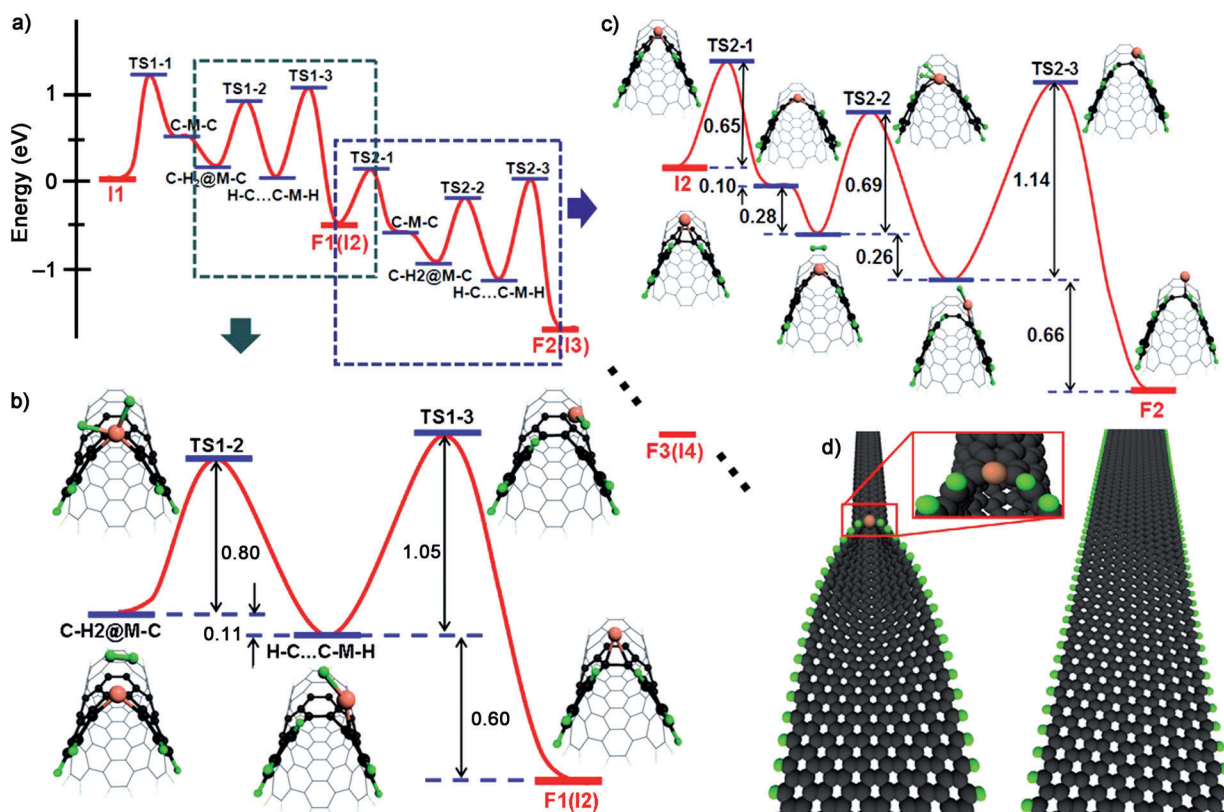 a)
Energy (eV)
1
0
−1
I1
TS1-1
C-M-C
C-H₂@M-C
TS1-2
H-C...C-M-H
TS1-3
F1(I2)
TS2-1
C-M-C
C-H2@M-C
TS2-2
H-C...C-M-H
TS2-3
F2(I3)
F3(I4)
b)
C-H2@M-C
TS1-2
0.80
0.11
H-C...C-M-H
TS1-3
1.05
0.60
F1(I2)
c)
I2
TS2-1
0.65
0.10
0.28
TS2-2
0.69
0.26
TS2-3
1.14
0.66
F2
d)